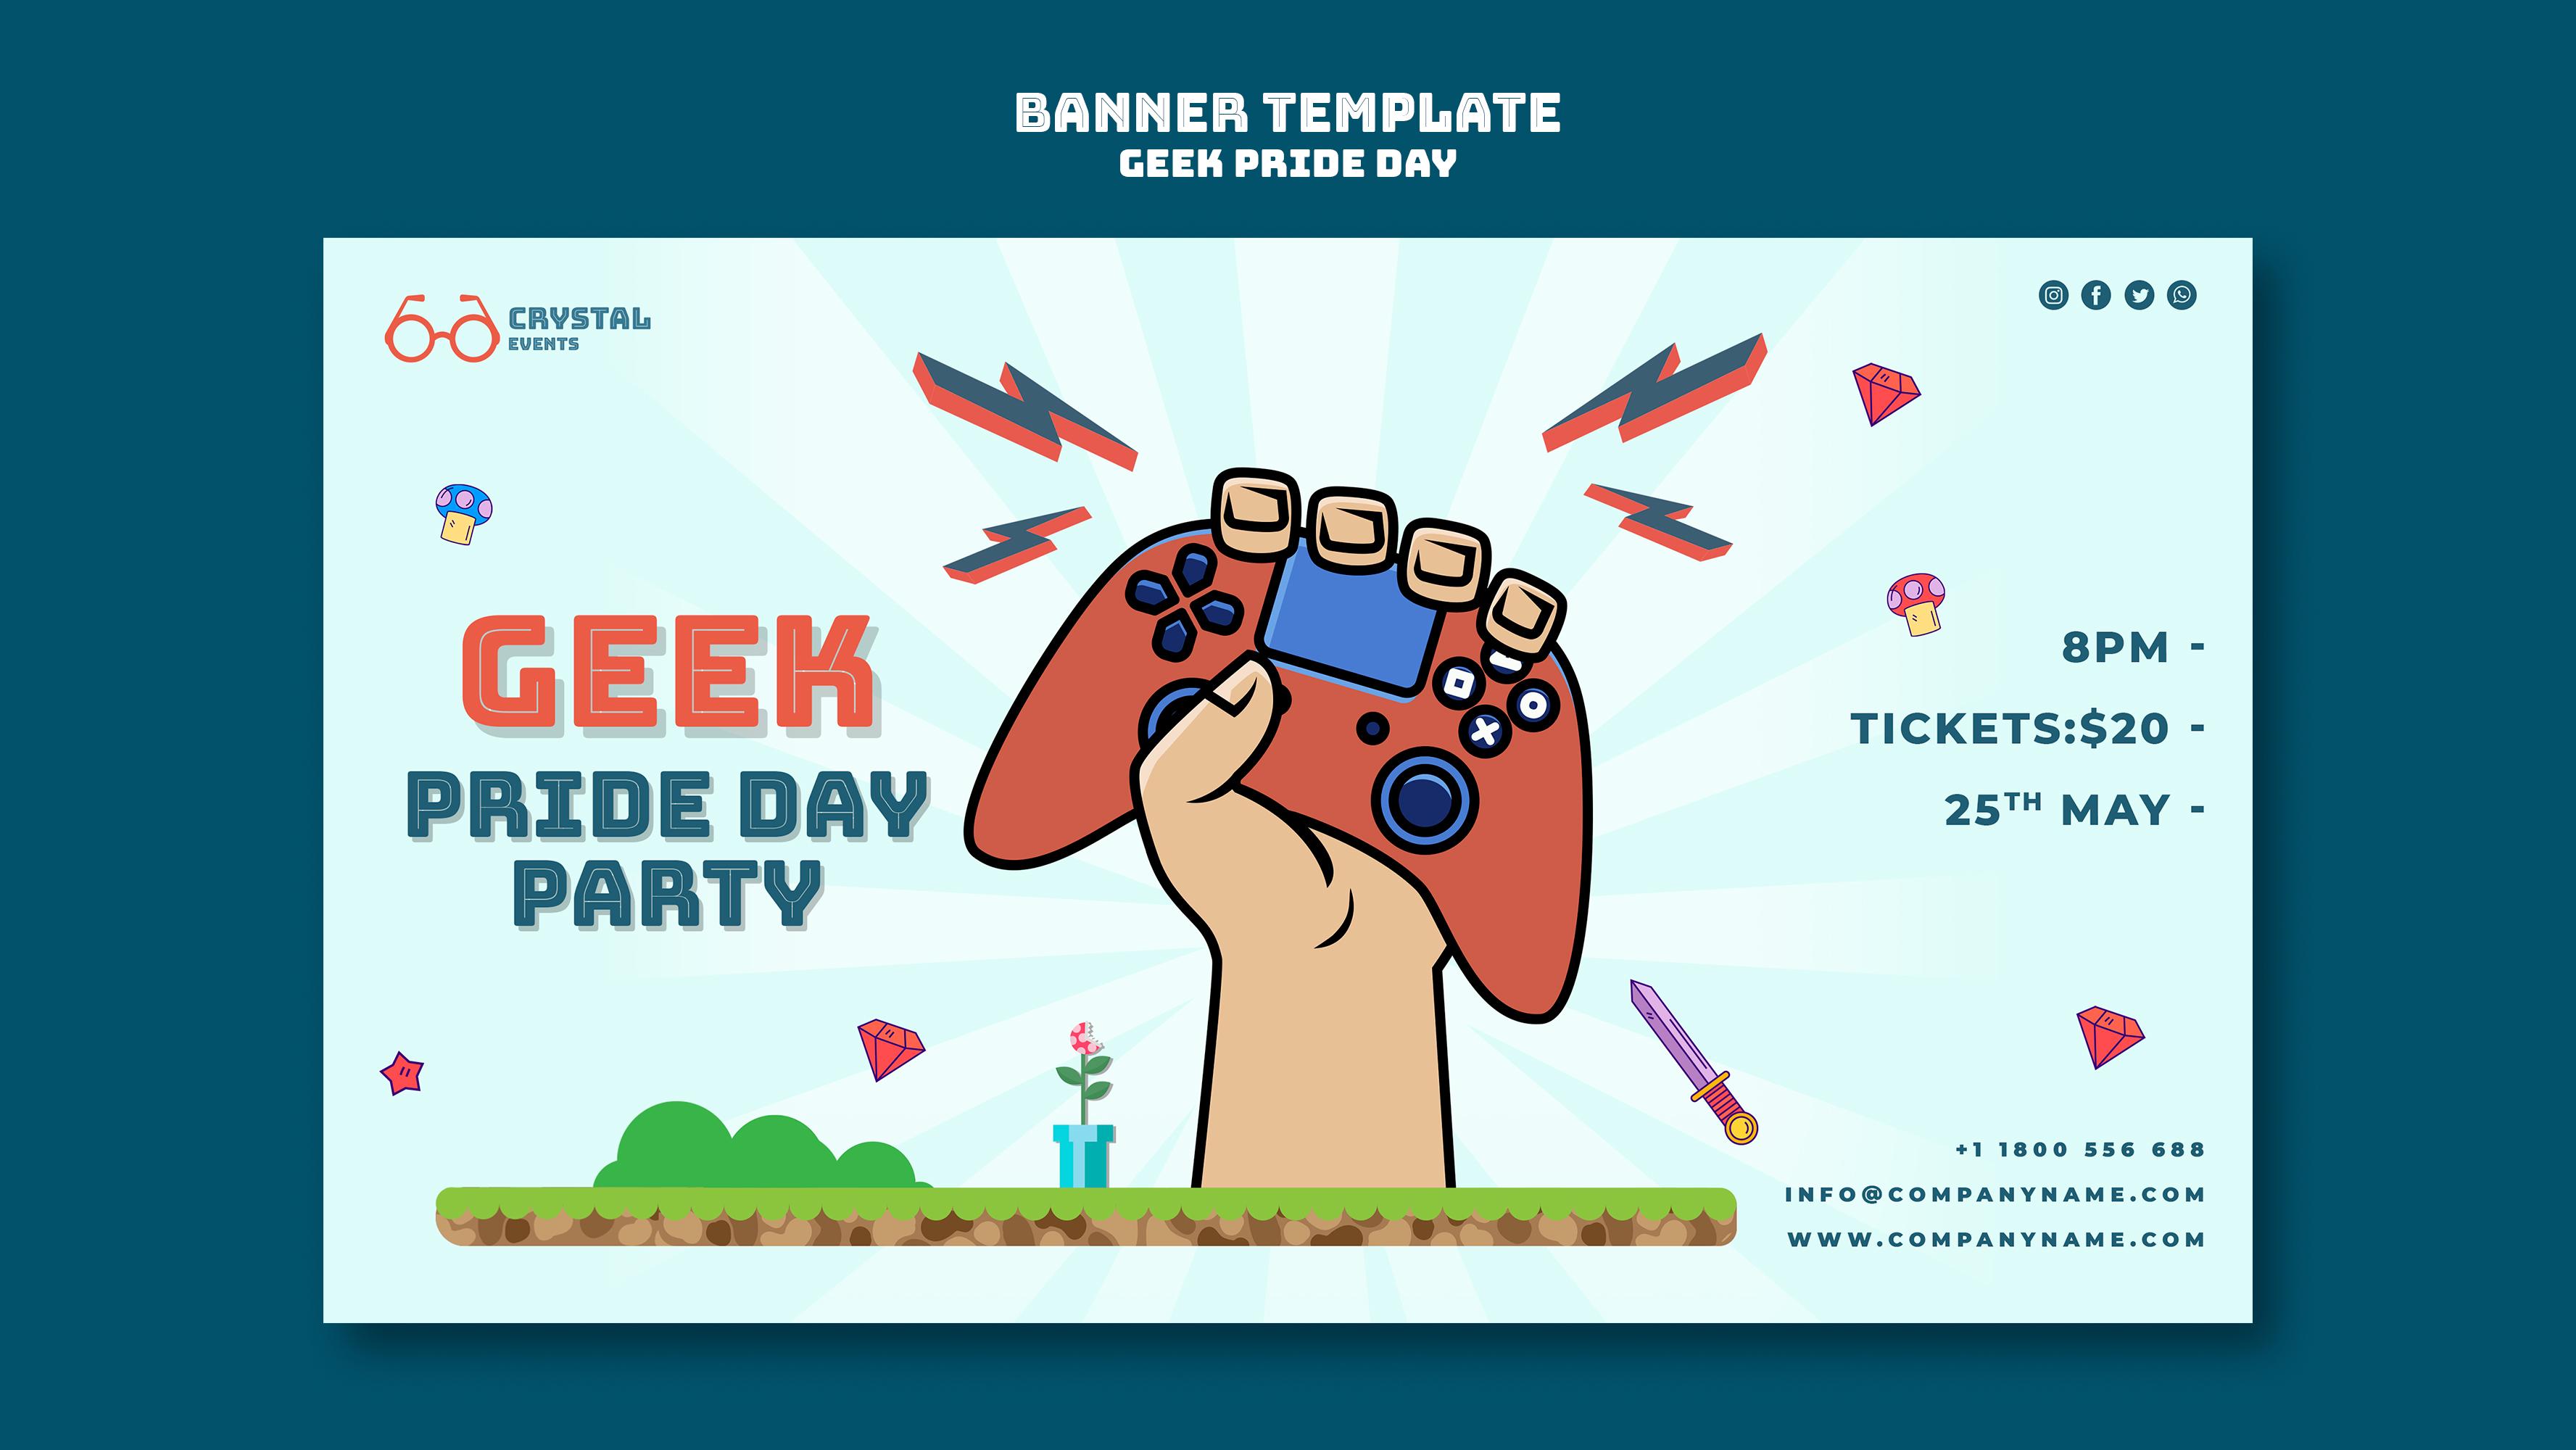 BANNER TEMPLATE
GEEK PRIDE DAY
CRYSTAL
EVENTS
GEEK
PRIDE DAY
PARTY
8PM -
TICKETS:$20 -
25TH MAY -
+1 1800 556 688
INFO@COMPANYNAME.COM
WWW.COMPANYNAME.COM